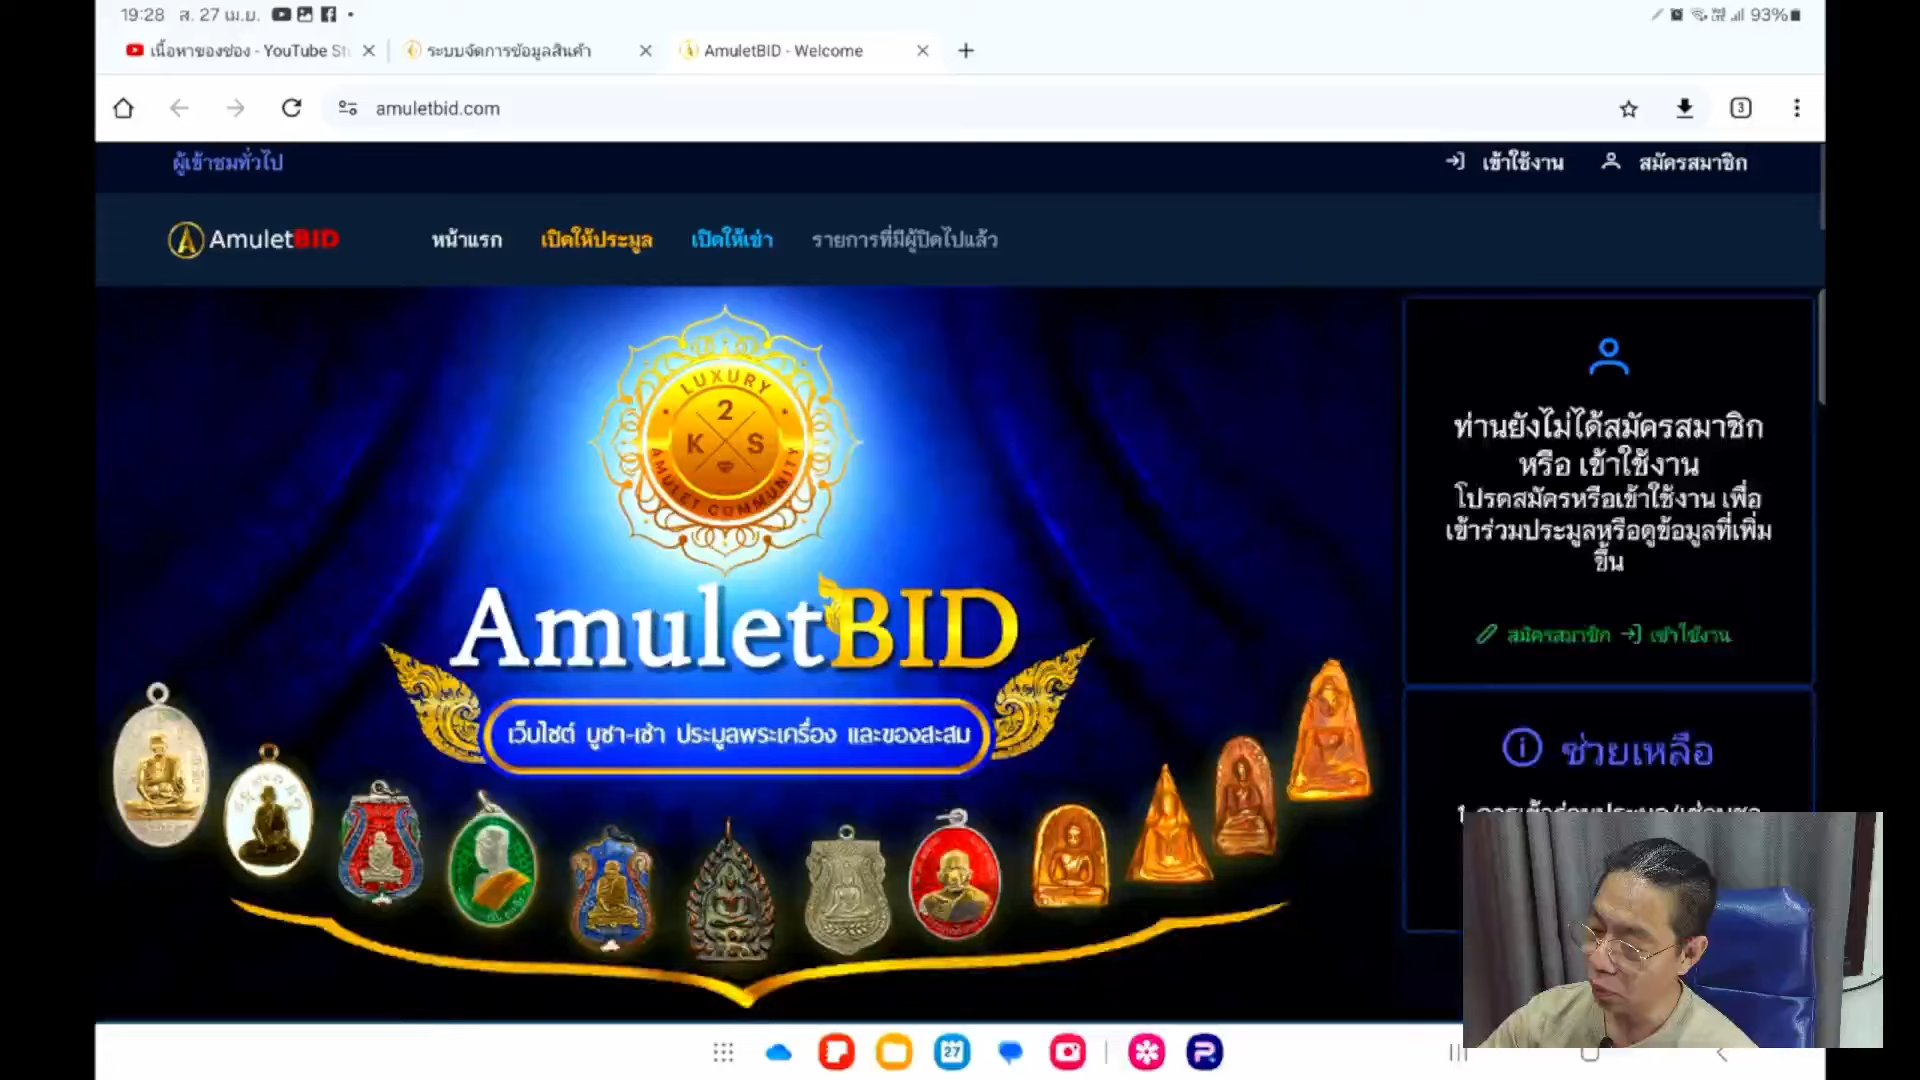 19:28 ส. 27 เม.ย.
93%
เนื้อหาของช่อง - YouTube St
ระบบจัดการข้อมูลสินค้า
AmuletBID - Welcome
amuletbid.com
3
ผู้เข้าชมทั่วไป
เข้าใช้งาน
สมัครสมาชิก
AmuletBID
หน้าแรก
เปิดให้ประมูล
เปิดให้เช่า
รายการที่มีผู้ปิดไปแล้ว
LUXURY
2
K S
AMULET COMMUNITY
AmuletBID
เว็บไซต์ บูชา-เช่า ประมูลพระเครื่อง และของสะสม
ท่านยังไม่ได้สมัครสมาชิก
หรือ เข้าใช้งาน
โปรดสมัครหรือเข้าใช้งาน เพื่อ
เข้าร่วมประมูลหรือดูข้อมูลที่เพิ่ม
ขึ้น
สมัครสมาชิก
เข้าใช้งาน
ช่วยเหลือ
27